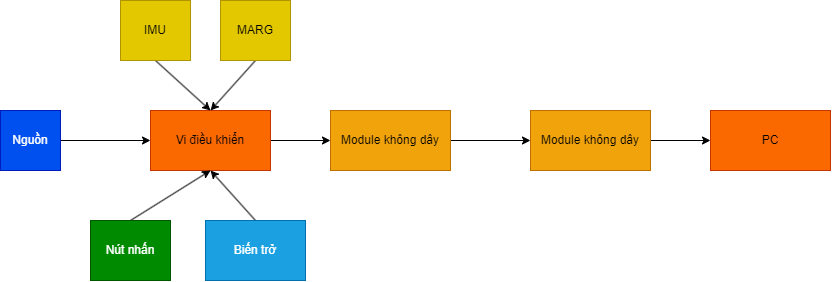 IMU
MARG
Nguồn
Vi điều khiển
Module không dây
Module không dây
PC
Nút nhấn
Biến trở